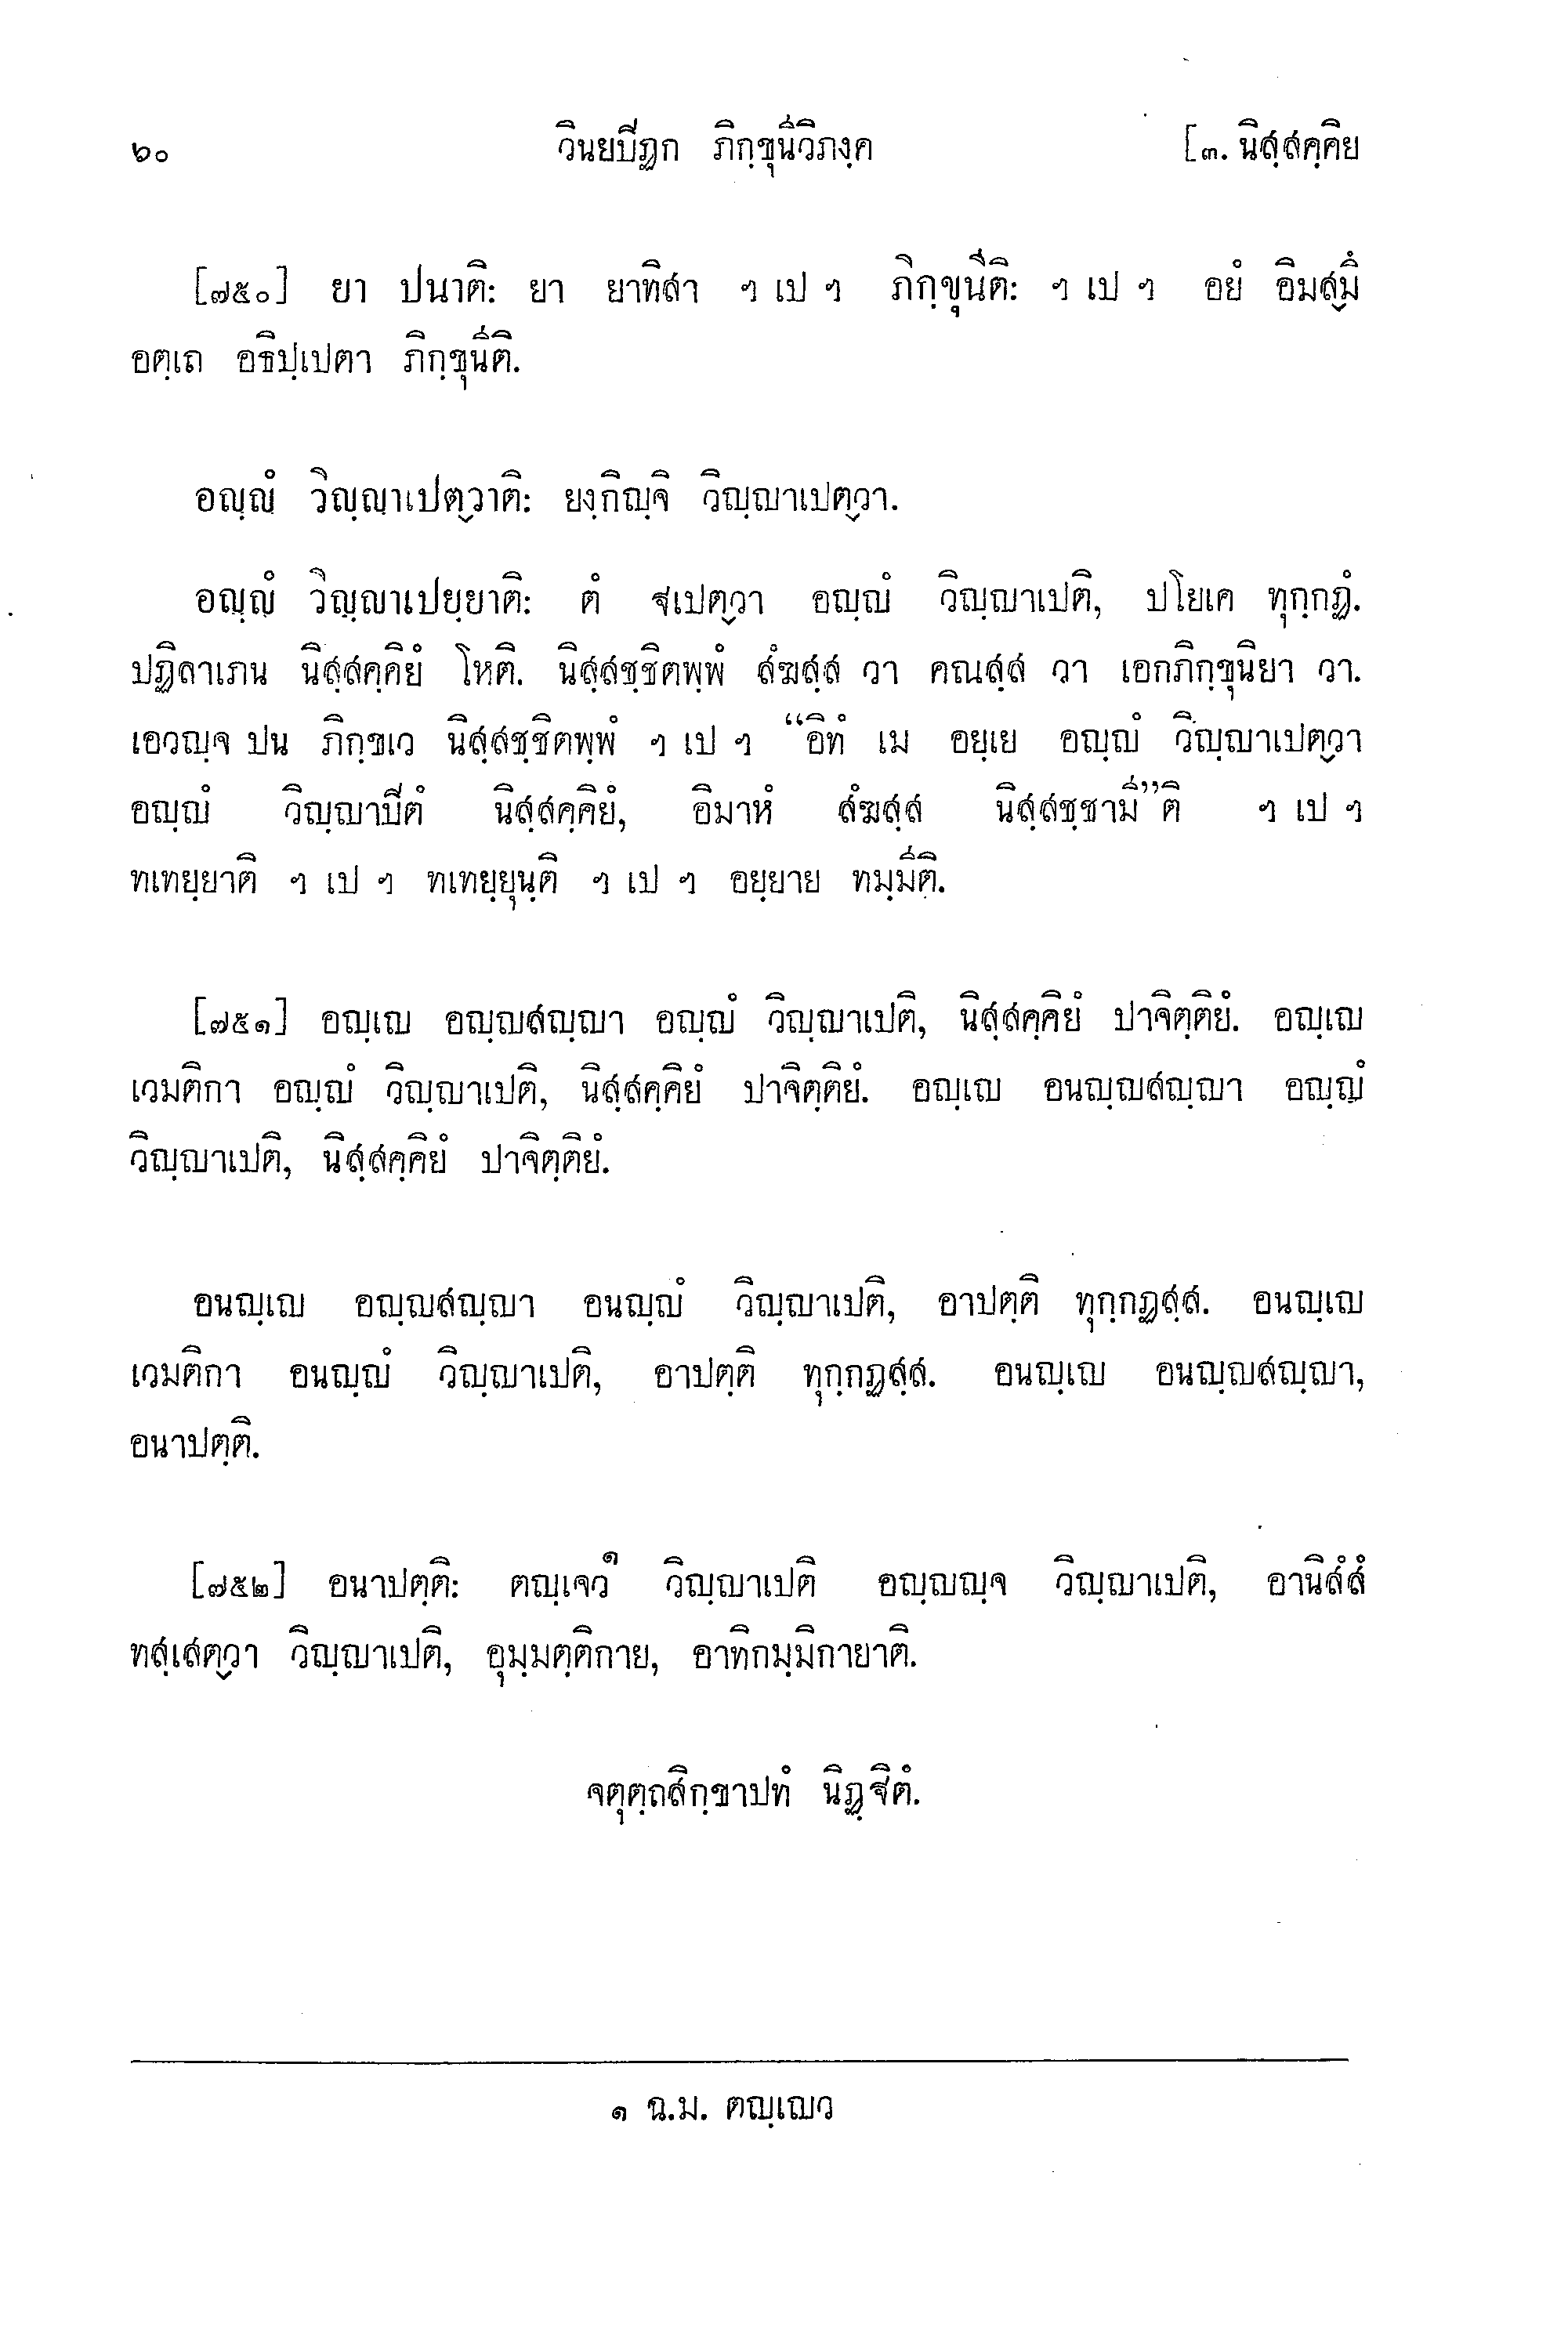 ๖๐ วินยปิฏก ภิกฺขุนีวิภงฺค [๓. นิสฺสคฺคิย
[๗๕๐] ยา ปนาติ: ยา ยาทิสา ฯ เป ฯ ภิกฺขุนีติ: ฯ เป ฯ อยํ อิมสฺมึ
อตฺเถ อธิปฺเปตา ภิกฺขุนีติ.
อญฺญํ วิญฺญาเปตฺวาติ: ยงฺกิญฺจิ วิญฺญาเปตฺวา.
อญฺญํ วิญฺญาเปยฺยาติ: ตํ ฐเปตฺวา อญฺญํ วิญฺญาเปติ, ปโยเค ทุกฺกฏํ.
ปฏิลาเภน นิสฺสคฺคิยํ โหติ. นิสฺสชฺชิตพฺพํ สํฆสฺส วา คณสฺส วา เอกภิกฺขุนิยา วา.
เอวญฺจ ปน ภิกฺขเว นิสฺสชฺชิตพฺพํ ฯ เป ฯ “อิทํ เม อยฺเย อญฺญํ วิญฺญาเปตฺวา
อญฺญํ วิญฺญาปิตํ นิสฺสคฺคิยํ, อิมาหํ สํฆสฺส นิสฺสชฺชามี”ติ ฯ เป ฯ
ทเทยฺยาติ ฯ เป ฯ ทเทยฺยุนฺติ ฯ เป ฯ อยฺยาย ทมฺมีติ.
[๗๕๑] อญฺเญ อญฺญสญฺญา อญฺญํ วิญฺญาเปติ, นิสฺสคฺคิยํ ปาจิตฺติยํ. อญฺเญ
เวมติกา อญฺญํ วิญฺญาเปติ, นิสฺสคฺคิยํ ปาจิตฺติยํ. อญฺเญ อนญฺญสญฺญา อญฺญํ
วิญฺญาเปติ, นิสฺสคฺคิยํ ปาจิตฺติยํ.
อนญฺเญ อญฺญสญฺญา อนญฺญํ วิญฺญาเปติ, อาปตฺติ ทุกฺกฏสฺส. อนญฺเญ
เวมติกา อนญฺญํ วิญฺญาเปติ, อาปตฺติ ทุกฺกฏสฺส. อนญฺเญ อนญฺญสญฺญา,
อนาปตฺติ.
[๗๕๒] อนาปตฺติ: ตญฺเจว๑ วิญฺญาเปติ อญฺญญฺจ วิญฺญาเปติ, อานิสํสํ
ทสฺเสตฺวา วิญฺญาเปติ, อุมฺมตฺติกาย, อาทิกมฺมิกายาติ.
จตุตฺถสิกฺขาปทํ นิฏฺฐิตํ.
๑ ฉ.ม. ตญฺเญว